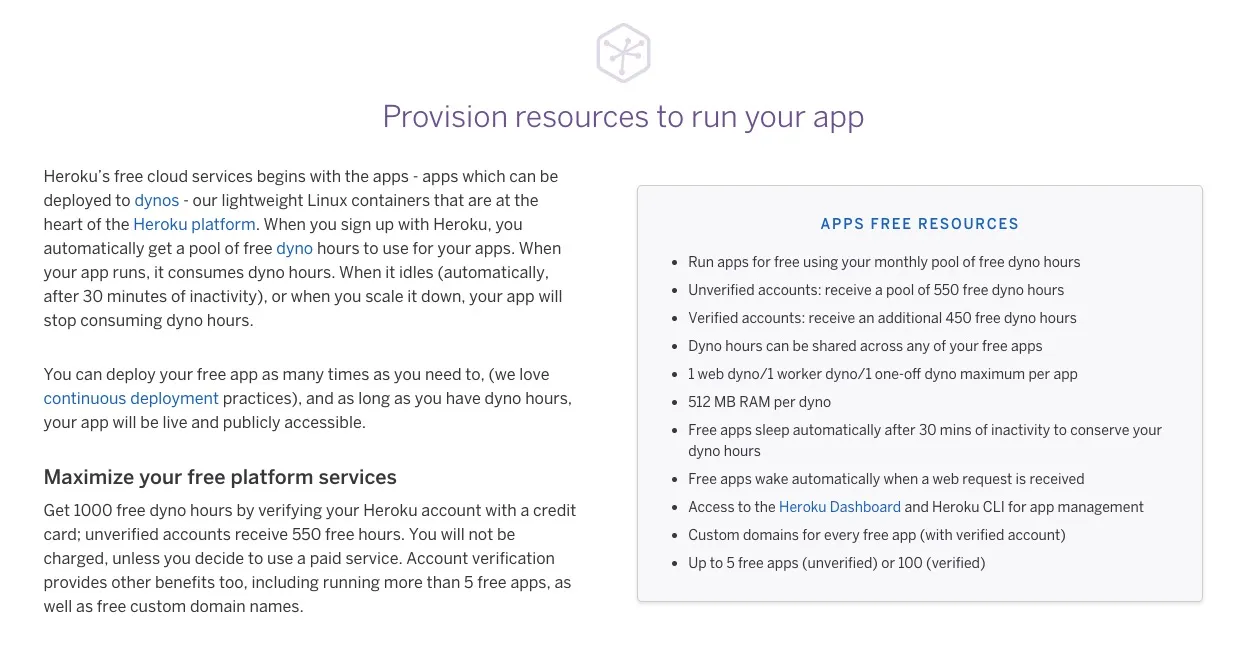 Provision resources to run your app
Heroku's free cloud services begins with the apps - apps which can be
deployed to dynos - our lightweight Linux containers that are at the
heart of the Heroku platform. When you sign up with Heroku, you
automatically get a pool of free dyno hours to use for your apps. When
your app runs, it consumes dyno hours. When it idles (automatically,
after 30 minutes of inactivity), or when you scale it down, your app will
stop consuming dyno hours.
You can deploy your free app as many times as you need to, (we love
continuous deployment practices), and as long as you have dyno hours,
your app will be live and publicly accessible.
Maximize your free platform services
Get 1000 free dyno hours by verifying your Heroku account with a credit
card; unverified accounts receive 550 free hours. You will not be
charged, unless you decide to use a paid service. Account verification
provides other benefits too, including running more than 5 free apps, as
well as free custom domain names.
APPS FREE RESOURCES
• Run apps for free using your monthly pool of free dyno hours
• Unverified accounts: receive a pool of 550 free dyno hours
• Verified accounts: receive an additional 450 free dyno hours
• Dyno hours can be shared across any of your free apps
• 1 web dyno/1 worker dyno/1 one-off dyno maximum per app
• 512 MB RAM per dyno
• Free apps sleep automatically after 30 mins of inactivity to conserve your
dyno hours
• Free apps wake automatically when a web request is received
• Access to the Heroku Dashboard and Heroku CLI for app management
• Custom domains for every free app (with verified account)
• Up to 5 free apps (unverified) or 100 (verified)